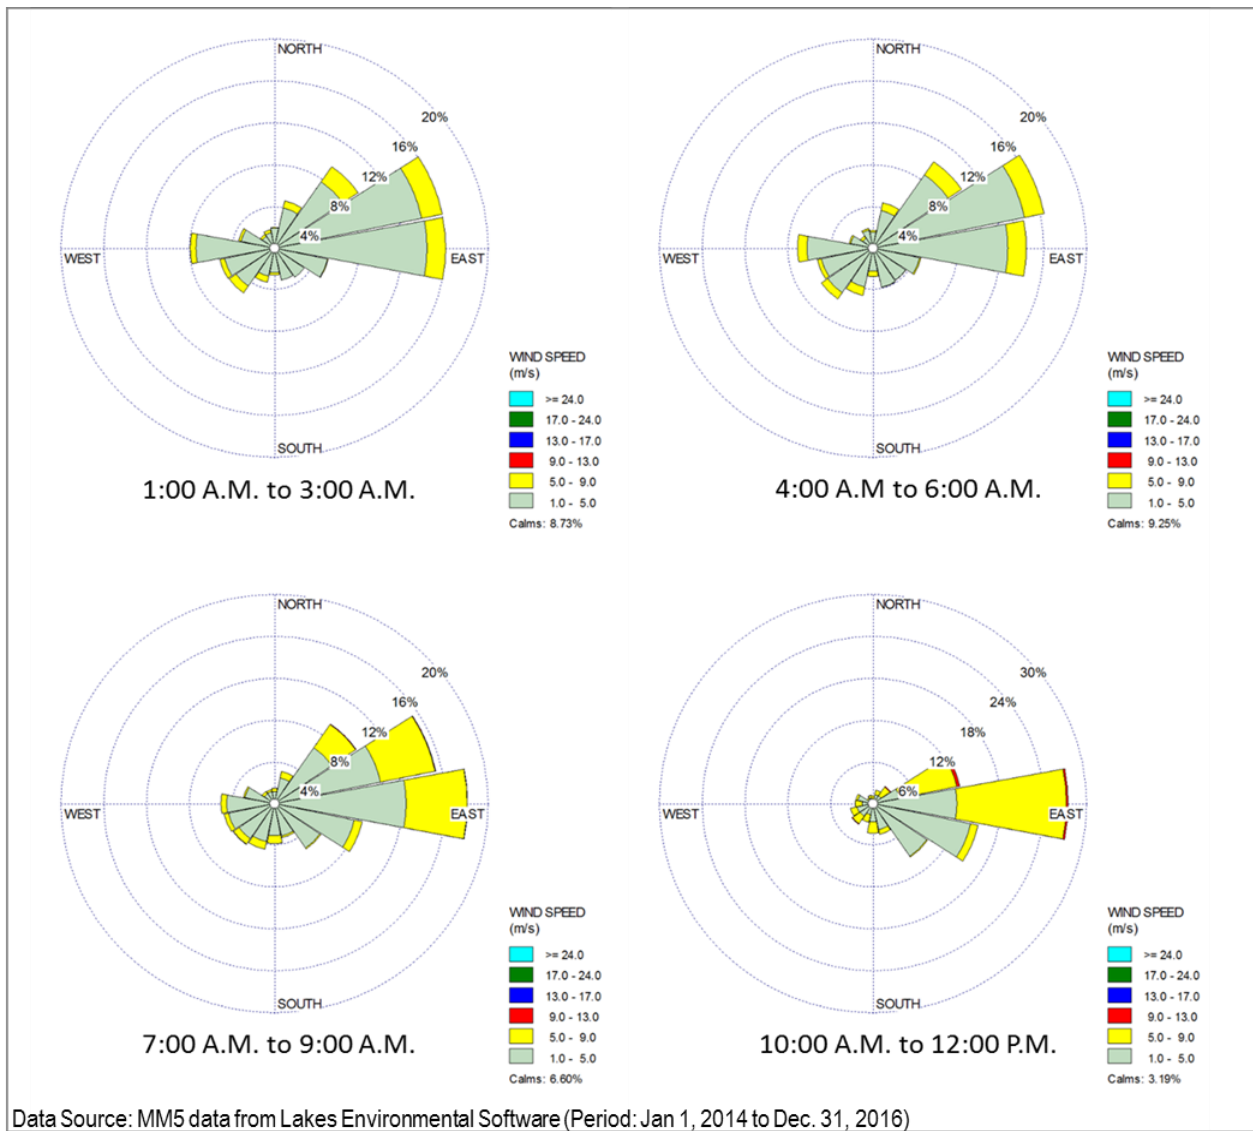 NORTH
20%
16%
12%
8%
4%
WEST
EAST
SOUTH
WIND SPEED
(m/s)
>= 24.0
17.0 - 24.0
13.0 - 17.0
9.0 - 13.0
5.0 - 9.0
1.0 - 5.0
Calms: 8.73%
1:00 A.M. to 3:00 A.M.
NORTH
20%
16%
12%
8%
4%
WEST
EAST
SOUTH
WIND SPEED
(m/s)
>= 24.0
17.0 - 24.0
13.0 - 17.0
9.0 - 13.0
5.0 - 9.0
1.0 - 5.0
Calms: 9.25%
4:00 A.M to 6:00 A.M.
NORTH
20%
16%
12%
8%
4%
WEST
EAST
SOUTH
WIND SPEED
(m/s)
>= 24.0
17.0 - 24.0
13.0 - 17.0
9.0 - 13.0
5.0 - 9.0
1.0 - 5.0
Calms: 6.60%
7:00 A.M. to 9:00 A.M.
NORTH
30%
24%
18%
12%
6%
WEST
EAST
SOUTH
WIND SPEED
(m/s)
>= 24.0
17.0 - 24.0
13.0 - 17.0
9.0 - 13.0
5.0 - 9.0
1.0 - 5.0
Calms: 3.19%
10:00 A.M. to 12:00 P.M.
Data Source: MM5 data from Lakes Environmental Software (Period: Jan 1, 2014 to Dec. 31, 2016)